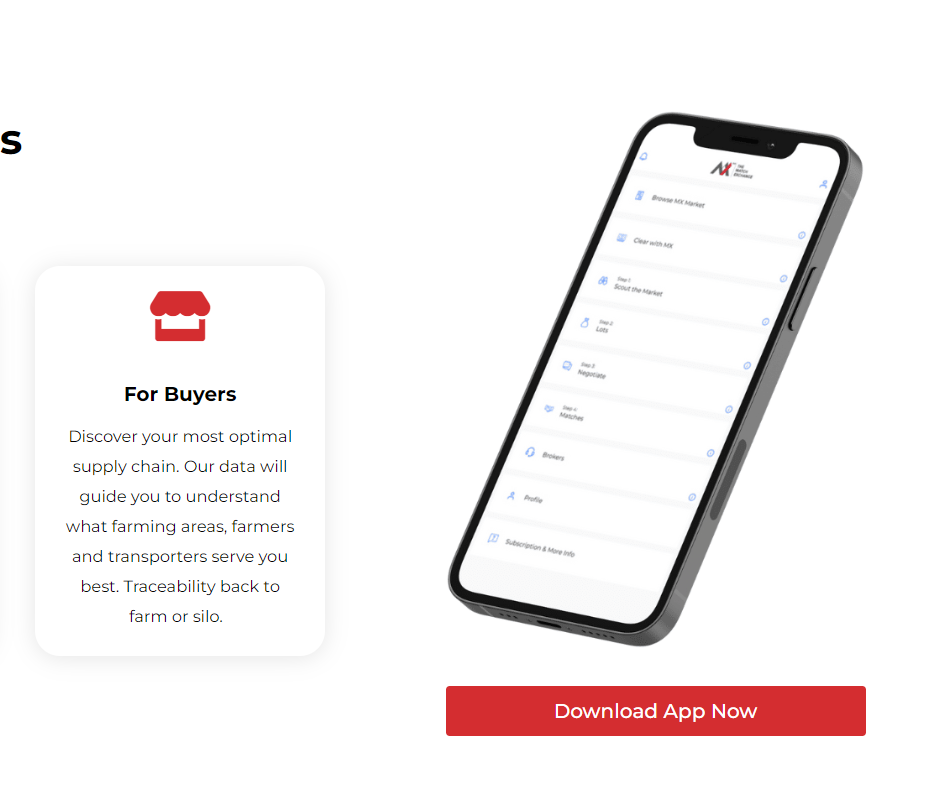 s
For Buyers
Discover your most optimal
supply chain. Our data will
guide you to understand
what farming areas, farmers
and transporters serve you
best. Traceability back to
farm or silo.
MX THE
MATCH
EXCHANGE
Browse MX Market
Clear with MX
Step 1
Scout the Market
Step 2
Lots
Step 3
Negotiate
Step 4
Matches
Brokers
Profile
Subscription & More Info
Download App Now